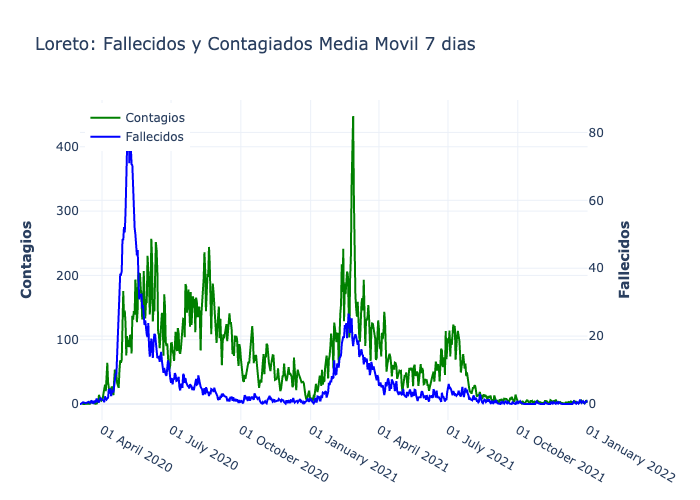 Loreto: Fallecidos y Contagiados Media Movil 7 dias
Contagios
Fallecidos
400
300
200
100
0
80
60
40
20
0
Contagios
Fallecidos
01 April 2020
01 July 2020
01 October 2020
01 January 2021
01 April 2021
01 July 2021
01 October 2021
01 January 2022